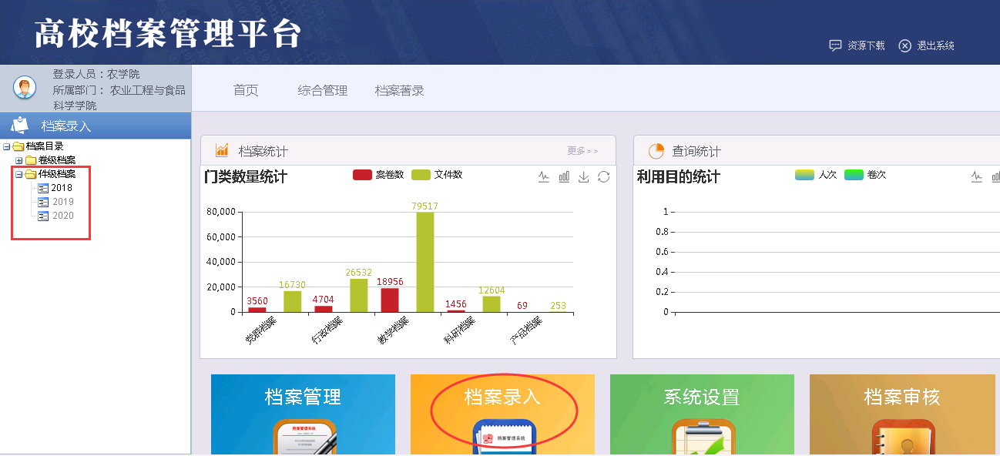 高校档案管理平台
资源下载
退出系统
登录人员：农学院
所属部门： 农业工程与食品
科学学院
首页
综合管理
档案著录
档案录入
档案目录
卷级档案
件级档案
2018
2019
2020
档案统计
更多>>
门类数量统计
案卷数
文件数
80,000
60,000
40,000
20,000
0
3560
16730
4704
26532
18956
79517
1456
12604
69
253
党群档案
行政档案
教学档案
科研档案
产品档案
查询统计
利用目的统计
人次
卷次
1
0.8
0.6
0.4
0.2
0
档案管理
档案管理系统
档案录入
档案管理系统
系统设置
档案审核